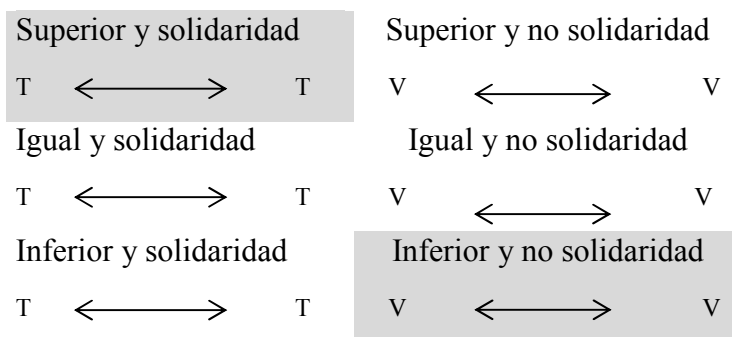 Superior y solidaridad Superior y no solidaridad
T T V V
Igual y solidaridad Igual y no solidaridad
T T V V
Inferior y solidaridad Inferior y no solidaridad
T T V V